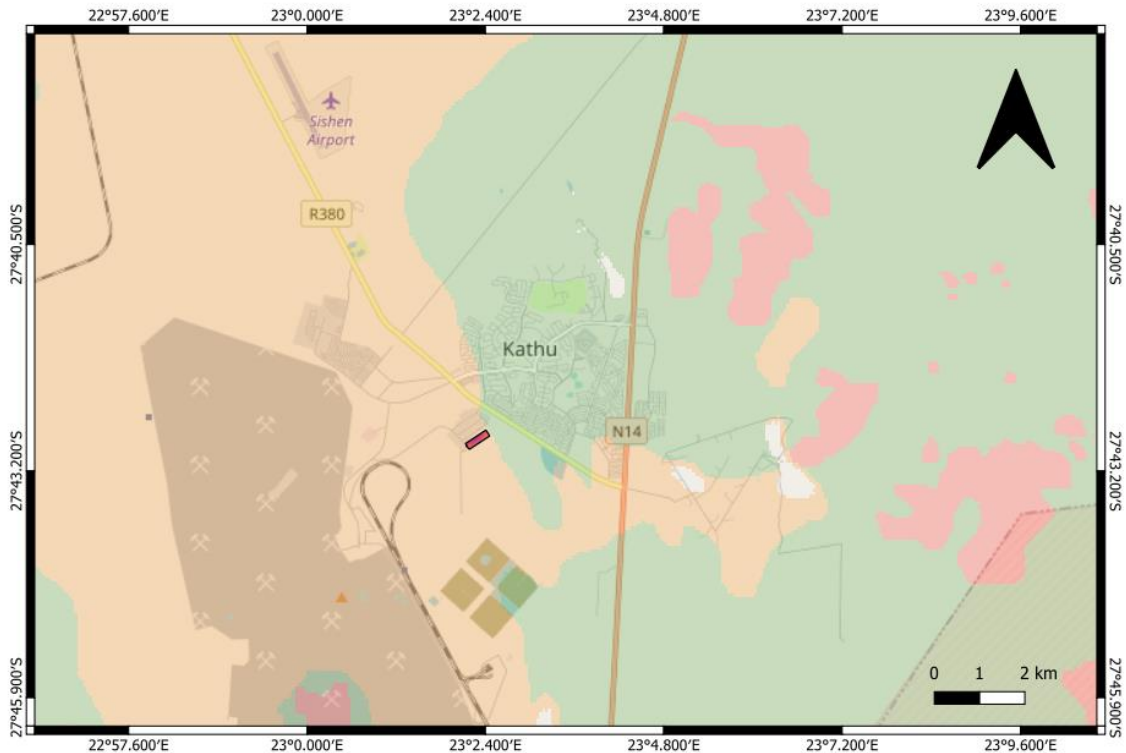 22°57.600′E 23°0.000′E 23°2.400′E 23°4.800′E 23°7.200′E 23°9.600′E
Sishen
Airport
R380
27°40.500′S 27°40.500′S
Kathu
N14
27°43.200′S 27°43.200′S
0 1 2 km
27°45.900′S 27°45.900′S
22°57.600′E 23°0.000′E 23°2.400′E 23°4.800′E 23°7.200′E 23°9.600′E